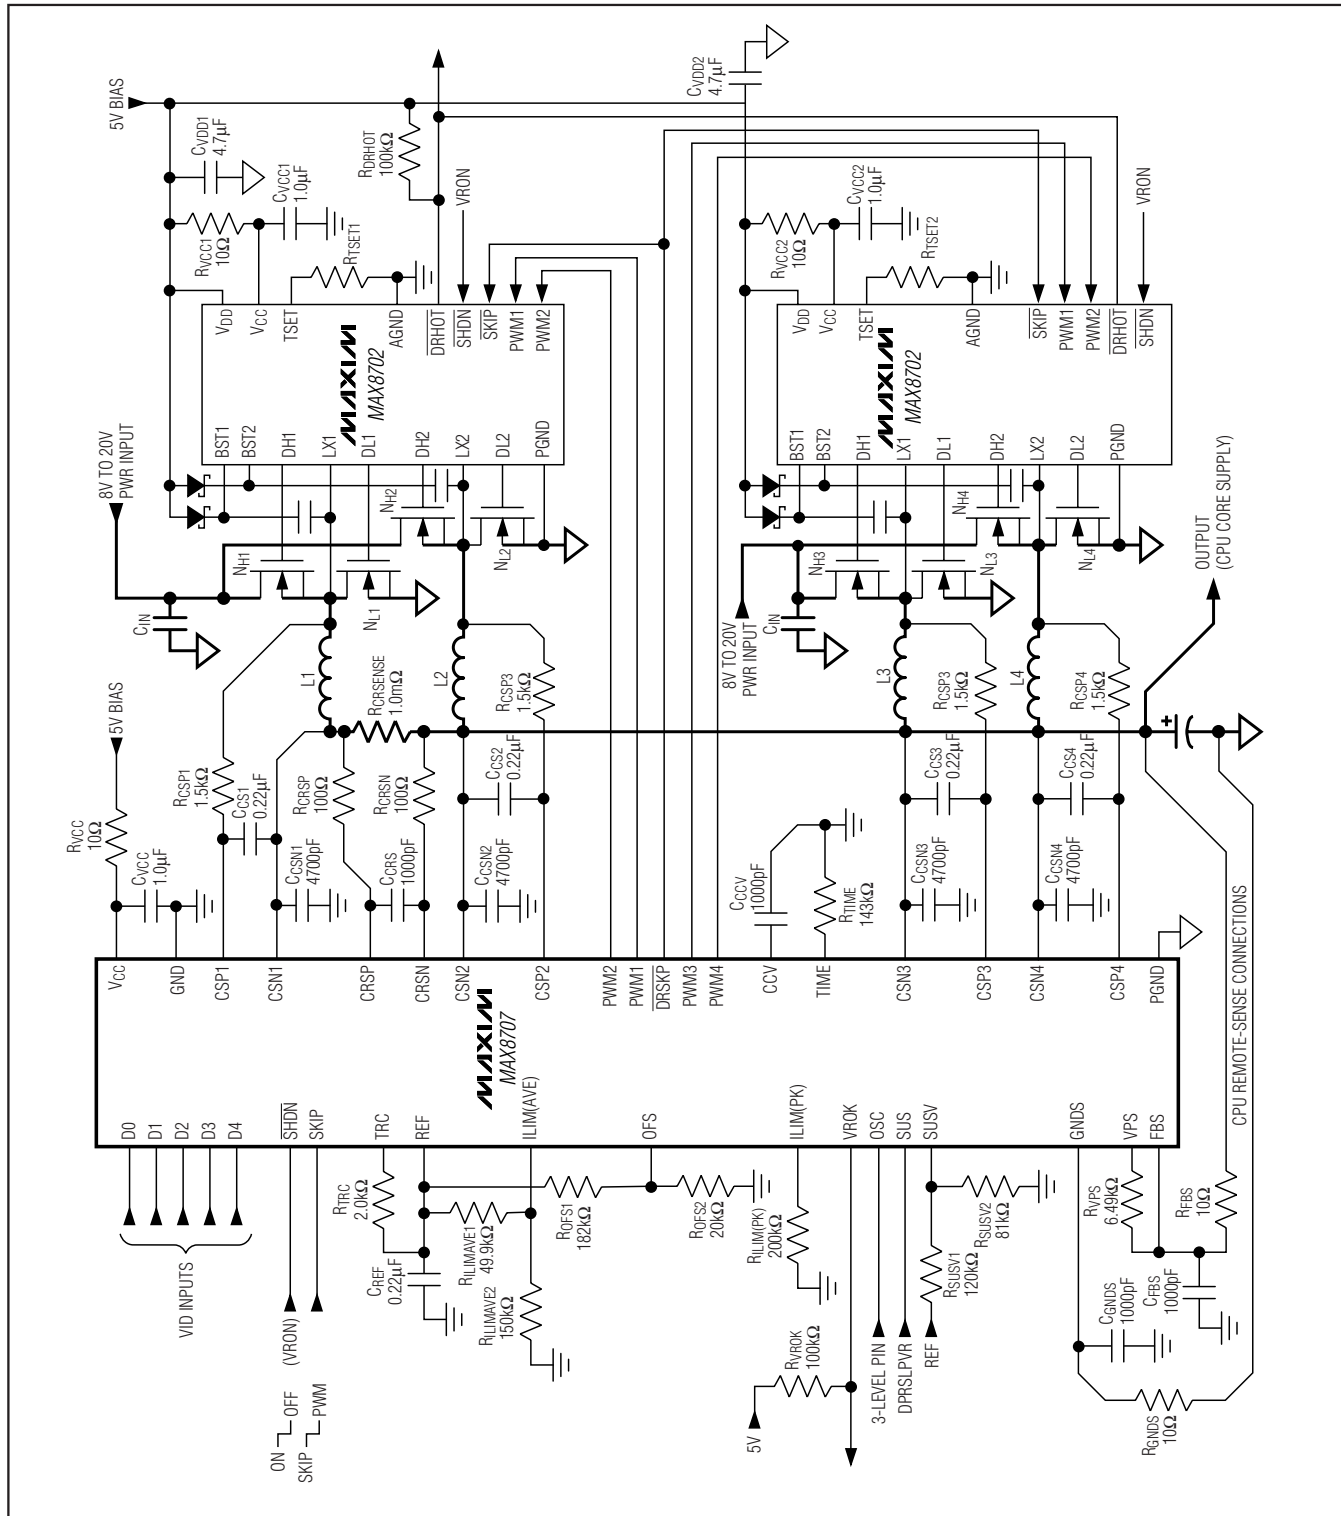 5V BIAS
CVDD1
4.7µF
RVCC1
10Ω
CVCC1
1.0µF
RTSET1
RDRHOT
100kΩ
VRON
CVDD2
4.7µF
RVCC2
10Ω
CVCC2
1.0µF
RTSET2
VRON
VDD
VCC
TSET
AGND
DRHOT
SHDN
SKIP
PWM1
PWM2
MAXIM
MAX8702
BST1
BST2
DH1
LX1
DL1
DH2
LX2
DL2
PGND
VDD
VCC
TSET
AGND
SKIP
PWM1
PWM2
DRHOT
SHDN
MAXIM
MAX8702
BST1
BST2
DH1
LX1
DL1
DH2
LX2
DL2
PGND
8V TO 20V
PWR INPUT
CIN
NH1
NL1
NH2
NL2
8V TO 20V
PWR INPUT
CIN
NH3
NL3
NH4
NL4
OUTPUT
(CPU CORE SUPPLY)
L1
RCRSENSE
1.0mΩ
L2
RCSP3
1.5kΩ
L3
RCSP3
1.5kΩ
L4
RCSP4
1.5kΩ
5V BIAS
RVCC
10Ω
CVCC
1.0µF
RCSP1
1.5kΩ
CCS1
0.22µF
CCSN1
4700pF
RCRSP
100Ω
CCRS
1000pF
RCRSN
100Ω
CCS2
0.22µF
CCSN2
4700pF
CCCV
1000pF
RTIME
143kΩ
CCS3
0.22µF
CCSN3
4700pF
CCS4
0.22µF
CCSN4
4700pF
CPU REMOTE-SENSE CONNECTIONS
VCC
GND
CSP1
CSN1
CRSP
CRSN
CSN2
CSP2
PWM2
PWM1
DRSKP
PWM3
PWM4
CCV
TIME
CSN3
CSP3
CSN4
CSP4
PGND
MAXIM
MAX8707
D0
D1
D2
D3
D4
SHDN
SKIP
TRC
REF
ILIM(AVE)
OFS
ILIM(PK)
VROK
OSC
SUS
SUSV
GNDS
VPS
FBS
VID INPUTS
(VRON)
ON
OFF
SKIP
PWM
RTRC
2.0kΩ
CREF
0.22µF
RILIMAVE1
49.9kΩ
RILIMAVE2
150kΩ
ROFS1
182kΩ
ROFS2
20kΩ
RILIM(PK)
200kΩ
RVROK
100kΩ
5V
3-LEVEL PIN
DPRSLPVR
REF
RSUSV1
120kΩ
RSUSV2
81kΩ
CGNDS
1000pF
RGNDS
10Ω
RVPS
6.49kΩ
CFBS
1000pF
RFBS
10Ω